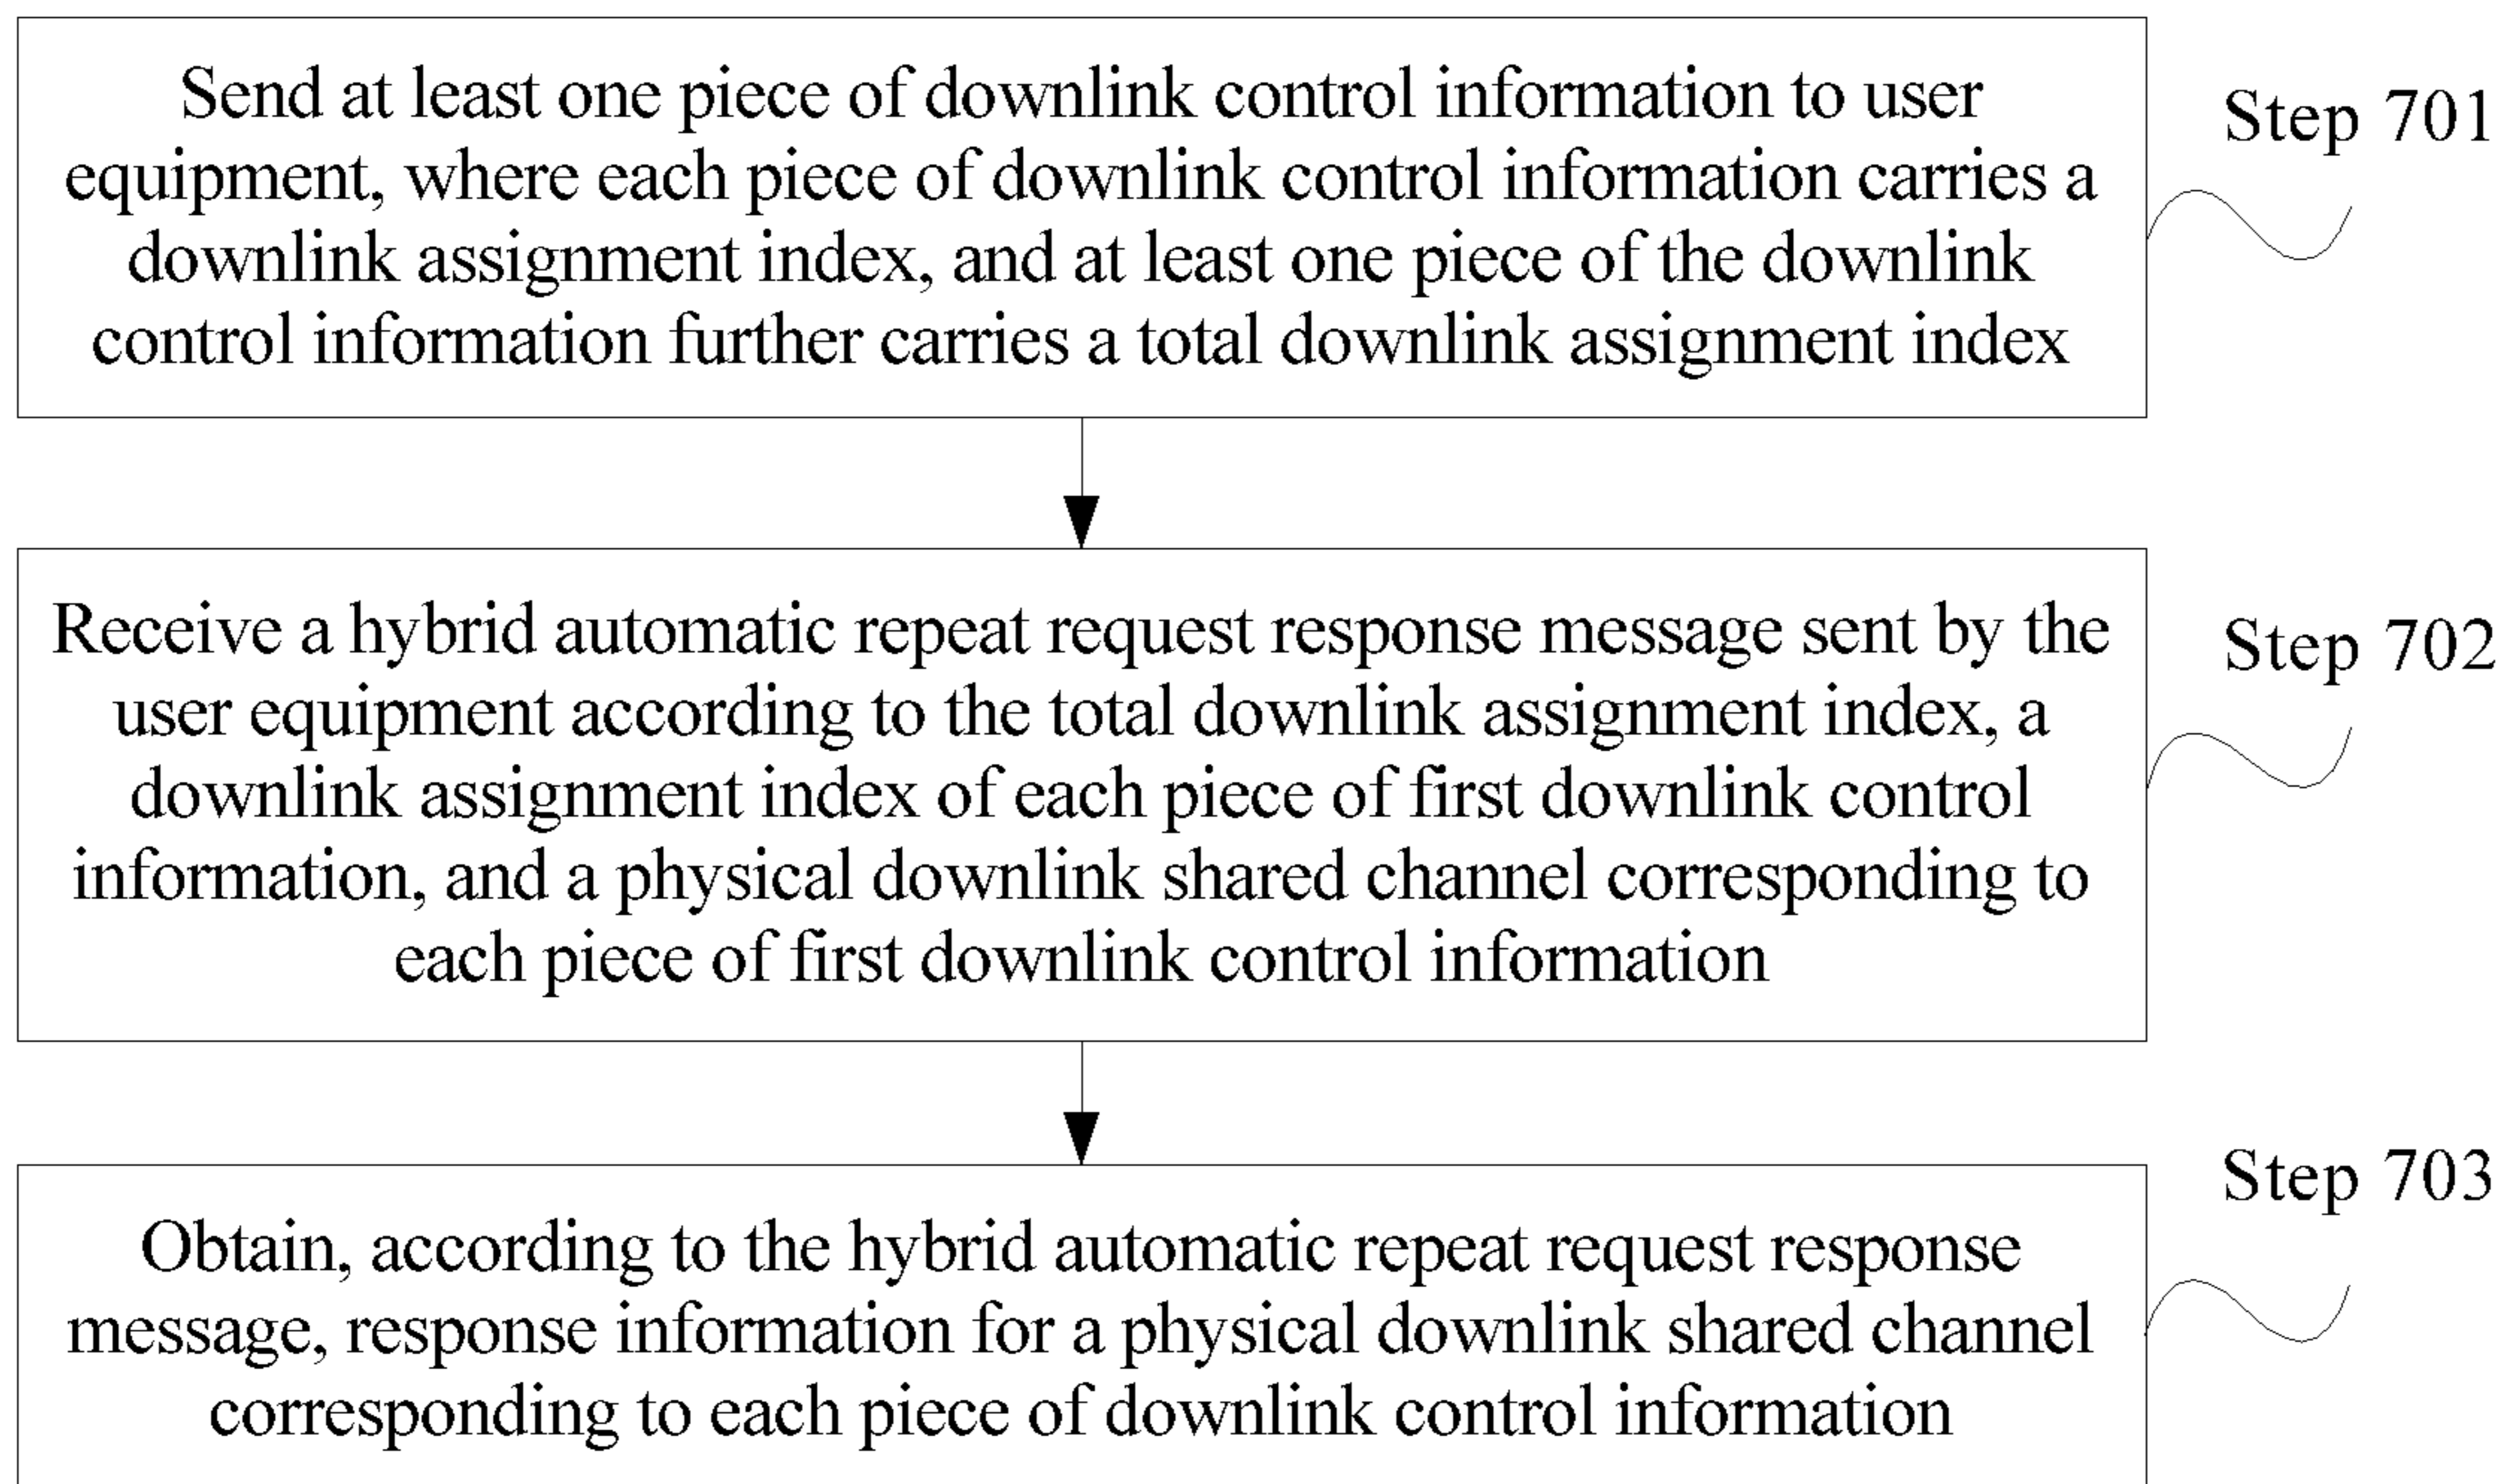 Send at least one piece of downlink control information to user
equipment, where each piece of downlink control information carries a
downlink assignment index, and at least one piece of the downlink
control information further carries a total downlink assignment index
Step 701
Receive a hybrid automatic repeat request response message sent by the
user equipment according to the total downlink assignment index, a
downlink assignment index of each piece of first downlink control
information, and a physical downlink shared channel corresponding to
each piece of first downlink control information
Step 702
Obtain, according to the hybrid automatic repeat request response
message, response information for a physical downlink shared channel
corresponding to each piece of downlink control information
Step 703